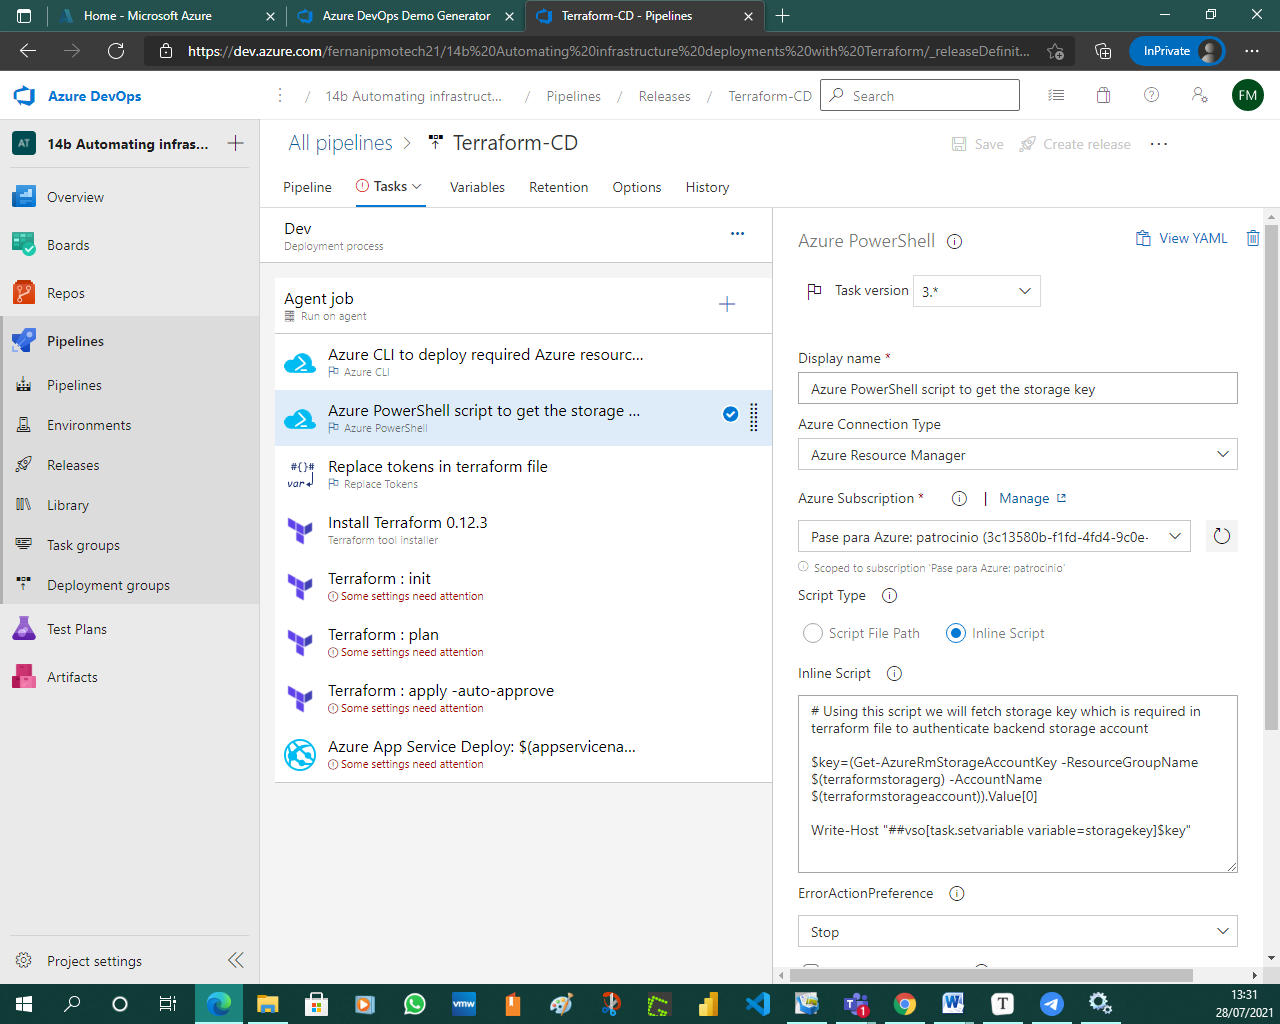 Home - Microsoft Azure
Azure DevOps Demo Generator
Terraform-CD - Pipelines
https://dev.azure.com/fernanipmotech21/14b%20Automating%20infrastructure%20deployments%20with%20Terraform/_releaseDefinit...
InPrivate
Azure DevOps
/ 14b Automating infrastruct... / Pipelines / Releases / Terraform-CD
Search
FM
AT
14b Automating infras...
Overview
Boards
Repos
Pipelines
Pipelines
Environments
Releases
Library
Task groups
Deployment groups
Test Plans
Artifacts
Project settings
All pipelines > Terraform-CD
Save
Create release
Pipeline
Tasks
Variables
Retention
Options
History
Dev
Deployment process
Agent job
Run on agent
Azure CLI to deploy required Azure resourc...
Azure CLI
Azure PowerShell script to get the storage ...
Azure PowerShell
#{}#
var
Replace tokens in terraform file
Replace Tokens
Install Terraform 0.12.3
Terraform tool installer
Terraform : init
Some settings need attention
Terraform : plan
Some settings need attention
Terraform : apply -auto-approve
Some settings need attention
Azure App Service Deploy: $(appservicena...
Some settings need attention
Azure PowerShell
View YAML
Task version
3.*
Display name *
Azure PowerShell script to get the storage key
Azure Connection Type
Azure Resource Manager
Azure Subscription *
| Manage
Pase para Azure: patrocinio (3c13580b-f1fd-4fd4-9c0e-
Scoped to subscription 'Pase para Azure: patrocinio'
Script Type
Script File Path
Inline Script
Inline Script
# Using this script we will fetch storage key which is required in
terraform file to authenticate backend storage account
$key=(Get-AzureRmStorageAccountKey -ResourceGroupName
$(terraformstoragerg) -AccountName
$(terraformstorageaccount)).Value[0]
Write-Host "##vso[task.setvariable variable=storagekey]$key"
ErrorActionPreference
Stop
vmw
1
W
T
13:31
28/07/2021